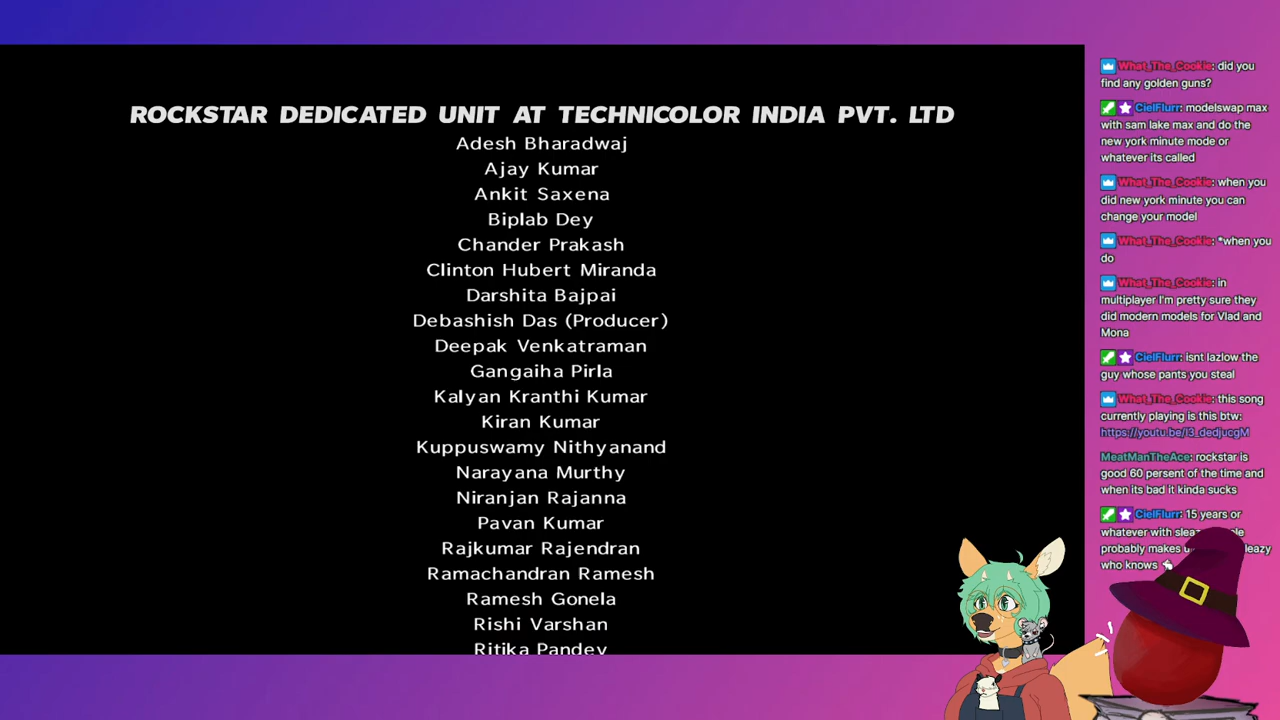 ROCKSTAR DEDICATED UNIT AT TECHNICOLOR INDIA PVT. LTD
Adesh Bharadwaj
Ajay Kumar
Ankit Saxena
Biplab Dey
Chander Prakash
Clinton Hubert Miranda
Darshita Bajpai
Debashish Das (Producer)
Deepak Venkatraman
Gangaiha Pirla
Kalyan Kranthi Kumar
Kiran Kumar
Kuppuswamy Nithyanand
Narayana Murthy
Niranjan Rajanna
Pavan Kumar
Rajkumar Rajendran
Ramachandran Ramesh
Ramesh Gonela
Rishi Varshan
Ritika Pandey
What_The_Cookie: did you
find any golden guns?
CielFlurr: modelswap max
with sam lake max and do the
new york minute mode or
whatever its called
What_The_Cookie: when you
did new york minute you can
change your model
What_The_Cookie: *when you
do
What_The_Cookie: in
multiplayer I'm pretty sure they
did modern models for Vlad and
Mona
CielFlurr: isnt lazlow the
guy whose pants you steal
What_The_Cookie: this song
currently playing is this btw:
https://youtu.be/l3_dedjucgM
MeatManTheAce: rockstar is
good 60 persent of the time and
when its bad it kinda sucks
CielFlurr: 15 years or
whatever with
probably makes
who knows